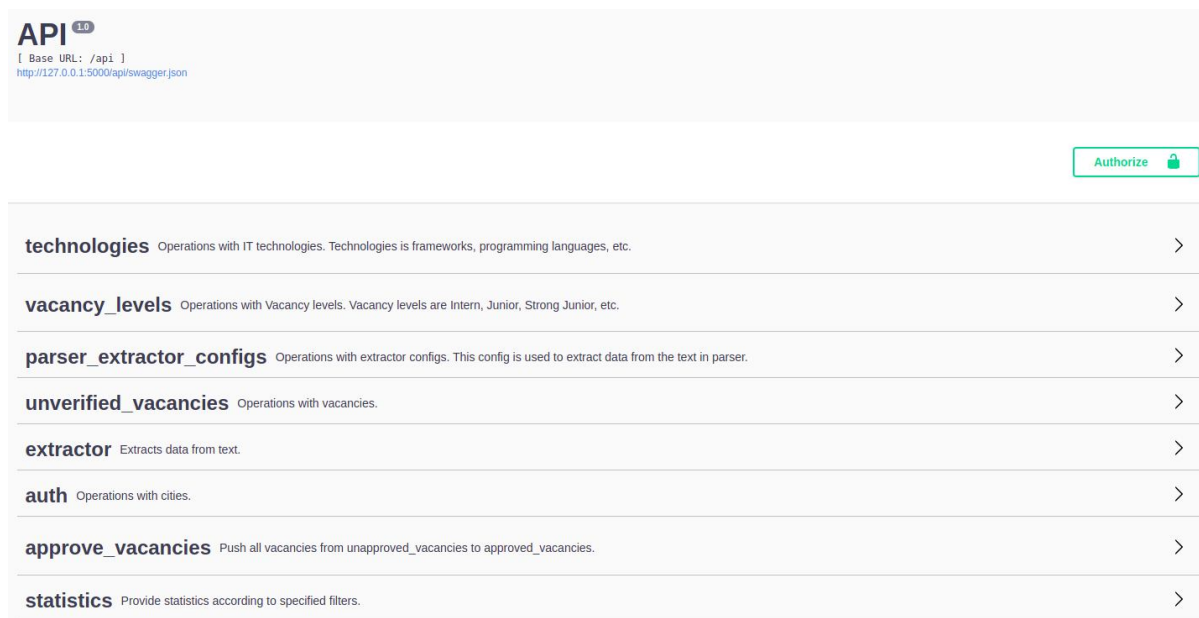 API 1.0
[ Base URL: /api ]
http://127.0.0.1:5000/api/swagger.json
Authorize
technologies Operations with IT technologies. Technologies is frameworks, programming languages, etc.
vacancy_levels Operations with Vacancy levels. Vacancy levels are Intern, Junior, Strong Junior, etc.
parser_extractor_configs Operations with extractor configs. This config is used to extract data from the text in parser.
unverified_vacancies Operations with vacancies.
extractor Extracts data from text.
auth Operations with cities.
approve_vacancies Push all vacancies from unapproved_vacancies to approved_vacancies.
statistics Provide statistics according to specified filters.